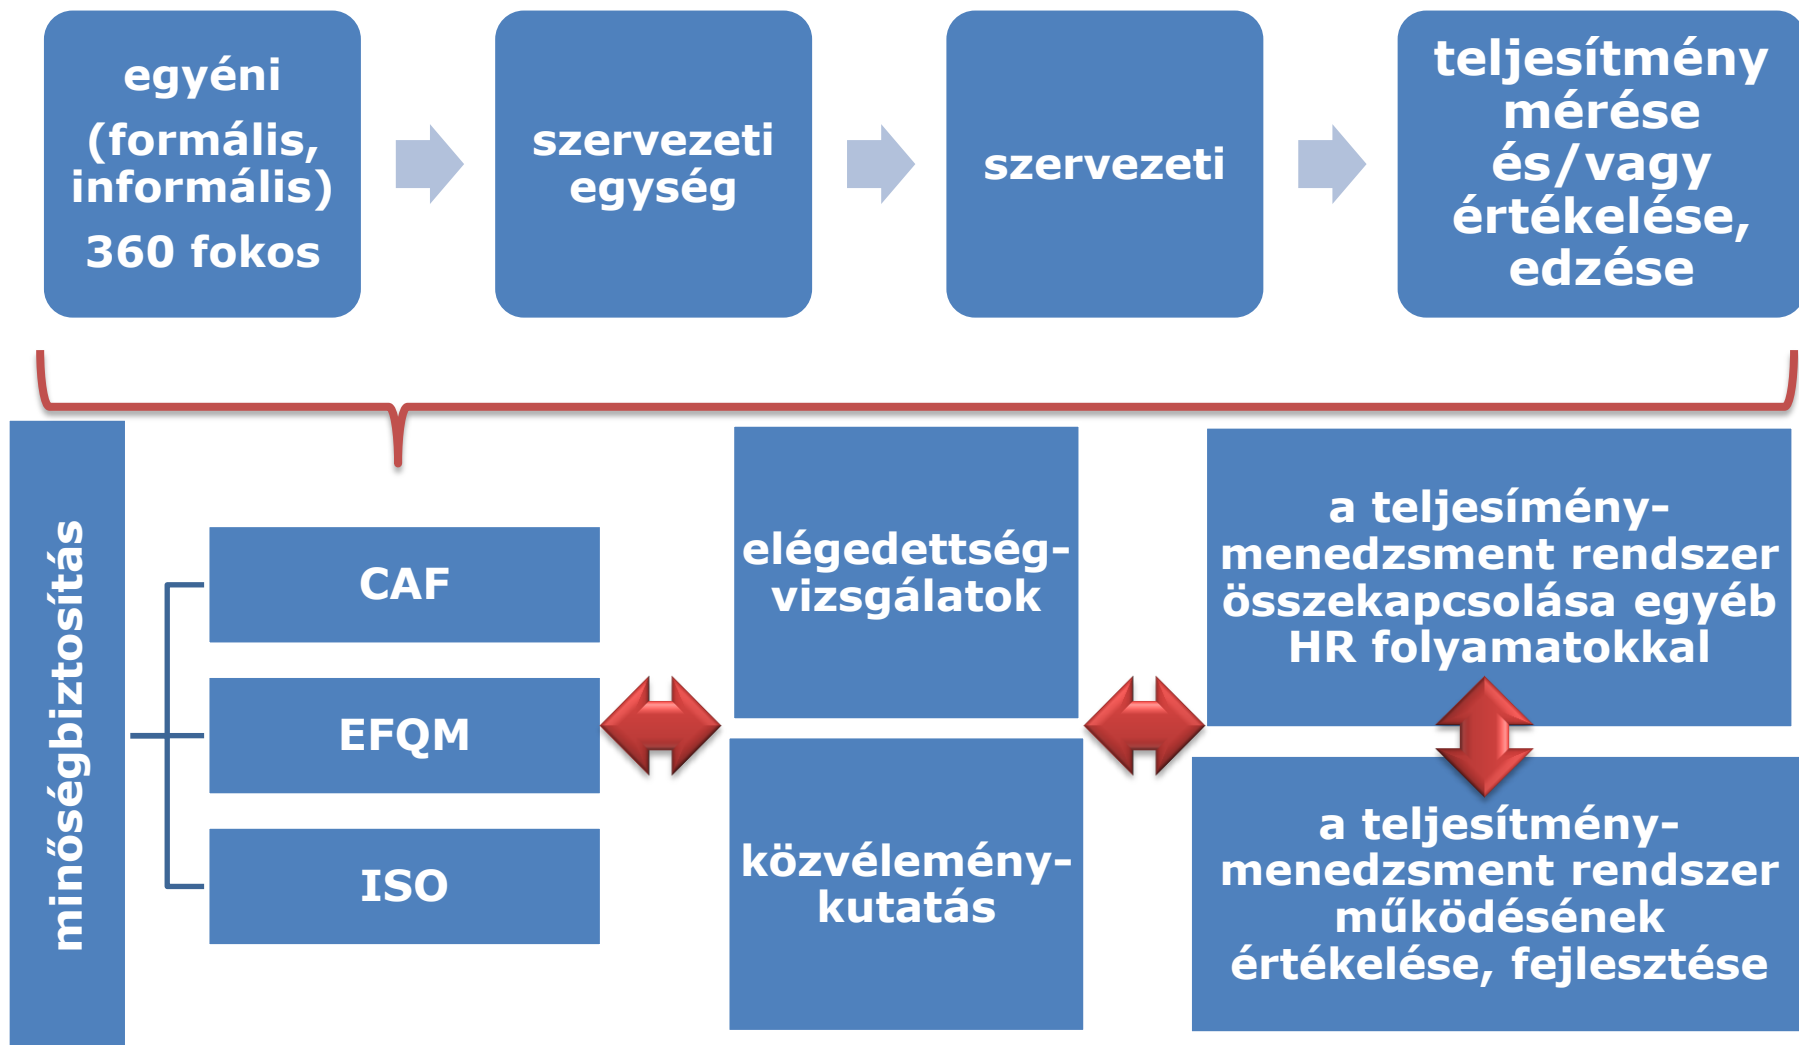 egyéni
(formális,
informális)
360 fokos
szervezeti
egység
szervezeti
teljesítmény
mérése
és/vagy
értékelése,
edzése
minőségbiztosítás
CAF
EFQM
ISO
elégedettség–
vizsgálatok
közvélemény–
kutatás
a teljesímény–
menedzsment rendszer
összekapcsolása egyéb
HR folyamatokkal
a teljesítmény–
menedzsment rendszer
működésének
értékelése, fejlesztése